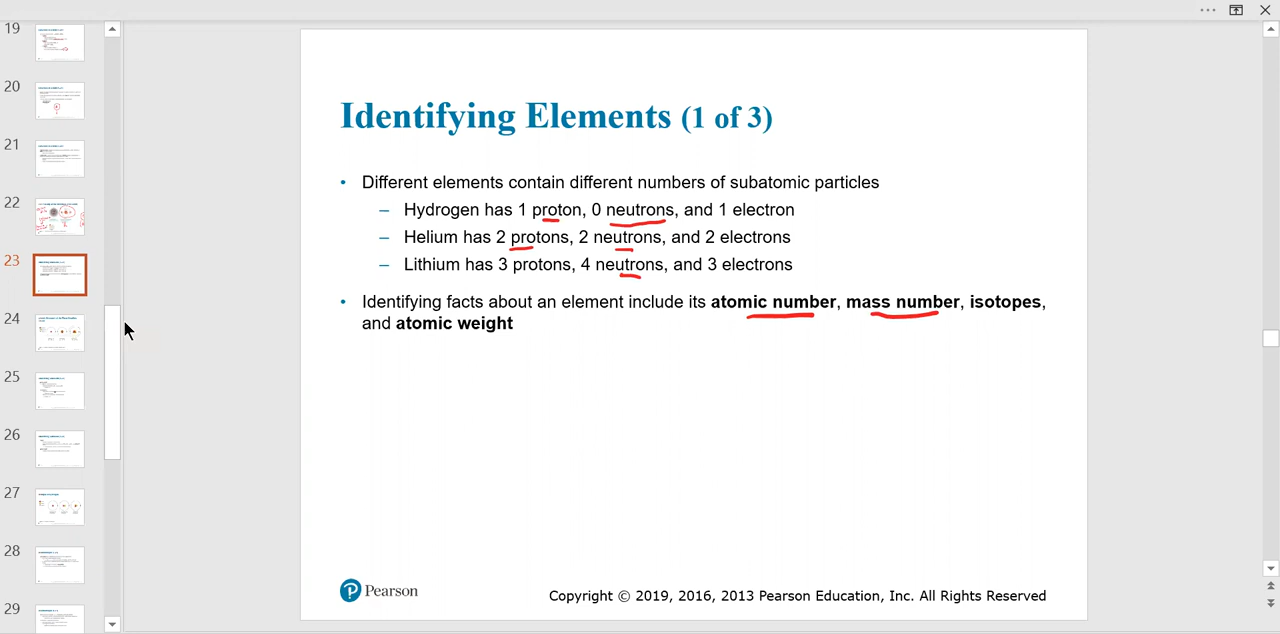 19
20
21
22
23
24
25
26
27
28
29
Identifying Elements (1 of 3)
• Different elements contain different numbers of subatomic particles
– Hydrogen has 1 proton, 0 neutrons, and 1 electron
– Helium has 2 protons, 2 neutrons, and 2 electrons
– Lithium has 3 protons, 4 neutrons, and 3 electrons
• Identifying facts about an element include its atomic number, mass number, isotopes,
and atomic weight
P Pearson
Copyright © 2019, 2016, 2013 Pearson Education, Inc. All Rights Reserved